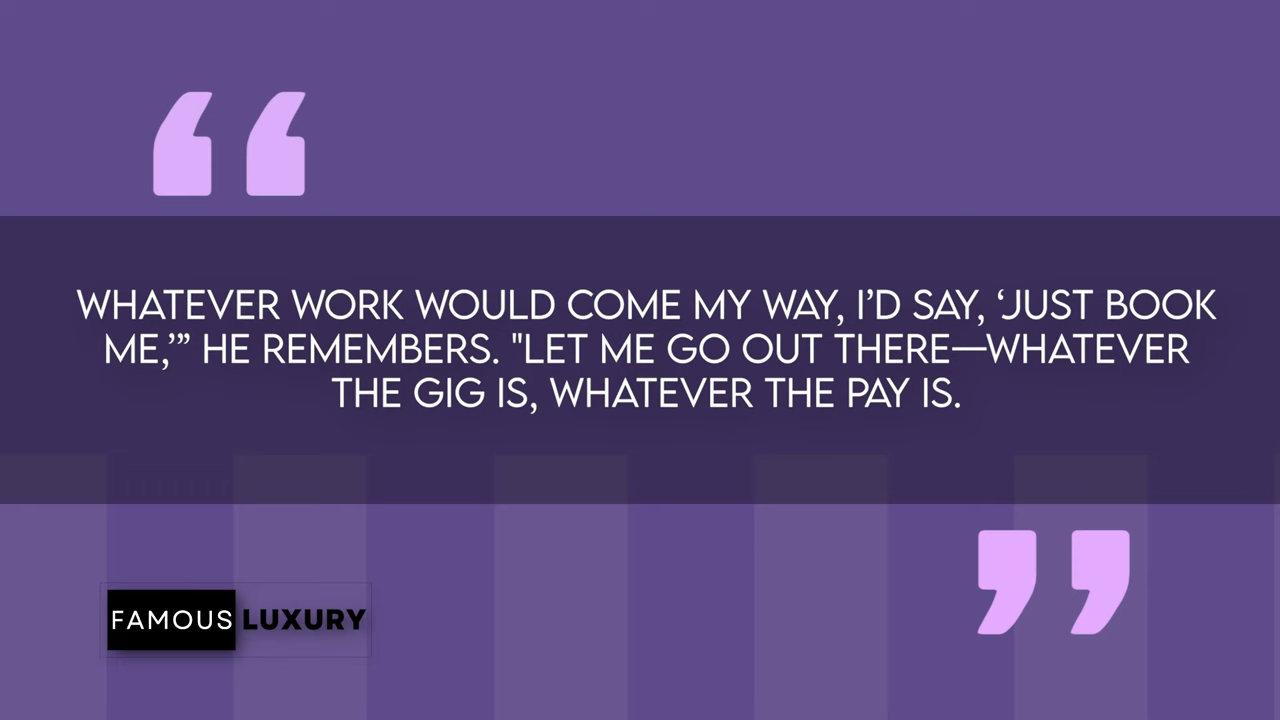 WHATEVER WORK WOULD COME MY WAY, I’D SAY, ‘JUST BOOK
ME,’” HE REMEMBERS. "LET ME GO OUT THERE—WHATEVER
THE GIG IS, WHATEVER THE PAY IS.
FAMOUS LUXURY